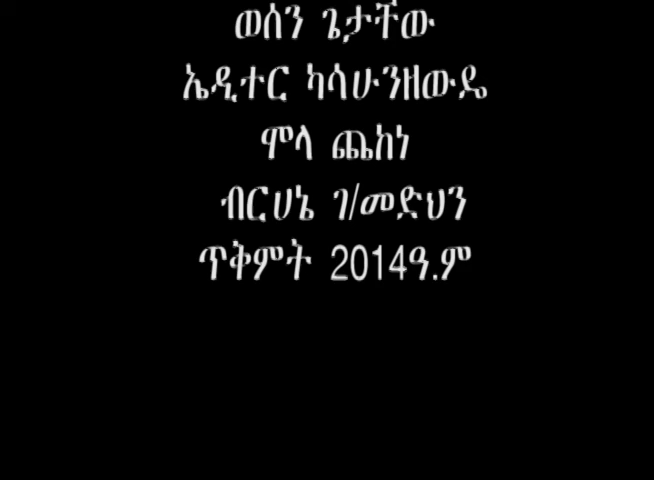 ወሰን ጌታቸው
ኤዲተር ካሳሁንዘውዴ
ሞላ ጨከነ
ብርሀኔ ገ/መድህን
ጥቅምት 2014ዓ.ም